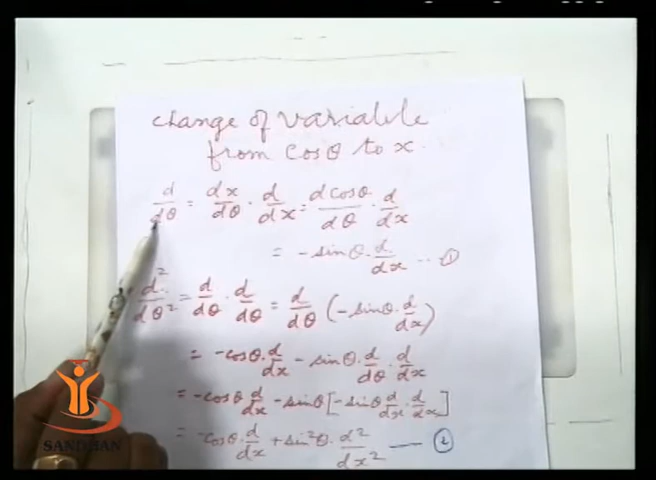 change of variable
from cosθ to x.
d/dθ = dx/dθ · d/dx = dcosθ/dθ · d/dx
= -sinθ · d/dx .. ①
d²/dθ² = d/dθ · d/dθ = d/dθ (-sinθ · d/dx)
= -cosθ · d/dx - sinθ · d/dθ · d/dx
= -cosθ d/dx - sinθ [-sinθ d/dx · d/dx]
= -cosθ · d/dx + sin²θ · d²/dx² — ②
SANDHAN